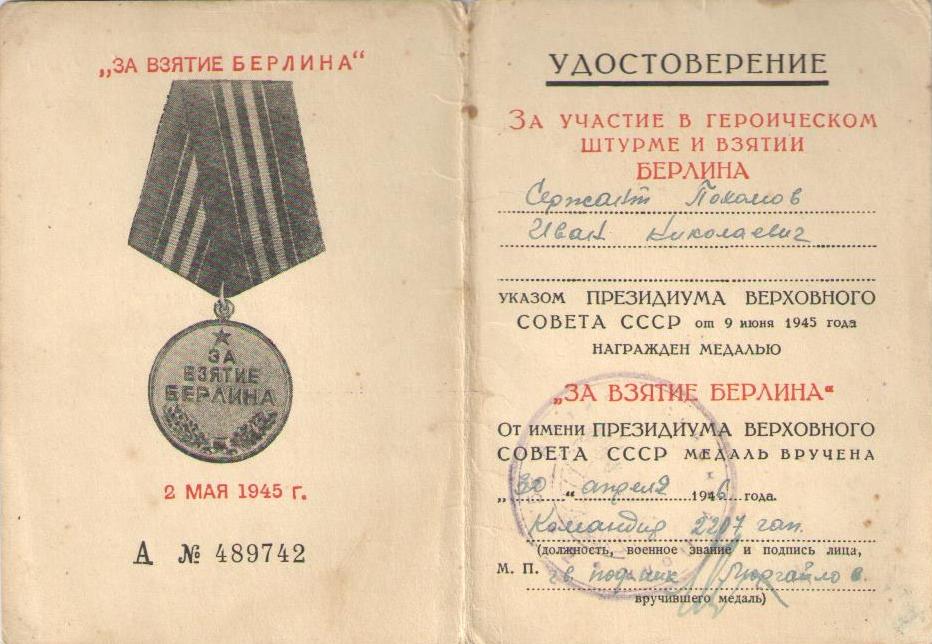 „ЗА ВЗЯТИЕ БЕРЛИНА“
ЗА
ВЗЯТИЕ
БЕРЛИНА
2 МАЯ 1945 г.
А № 489742
УДОСТОВЕРЕНИЕ
ЗА УЧАСТИЕ В ГЕРОИЧЕСКОМ
ШТУРМЕ И ВЗЯТИИ
БЕРЛИНА
Сержант
Иван Николаевич
УКАЗОМ ПРЕЗИДИУМА ВЕРХОВНОГО
СОВЕТА СССР от 9 июня 1945 года
НАГРАЖДЕН МЕДАЛЬЮ
„ЗА ВЗЯТИЕ БЕРЛИНА“
ОТ ИМЕНИ ПРЕЗИДИУМА ВЕРХОВНОГО
СОВЕТА СССР МЕДАЛЬ ВРУЧЕНА
„30“ апреля 1946 года.
Командир 2207 гап.
(должность, военное звание и подпись лица,
М. П. гв.
вручившего медаль)